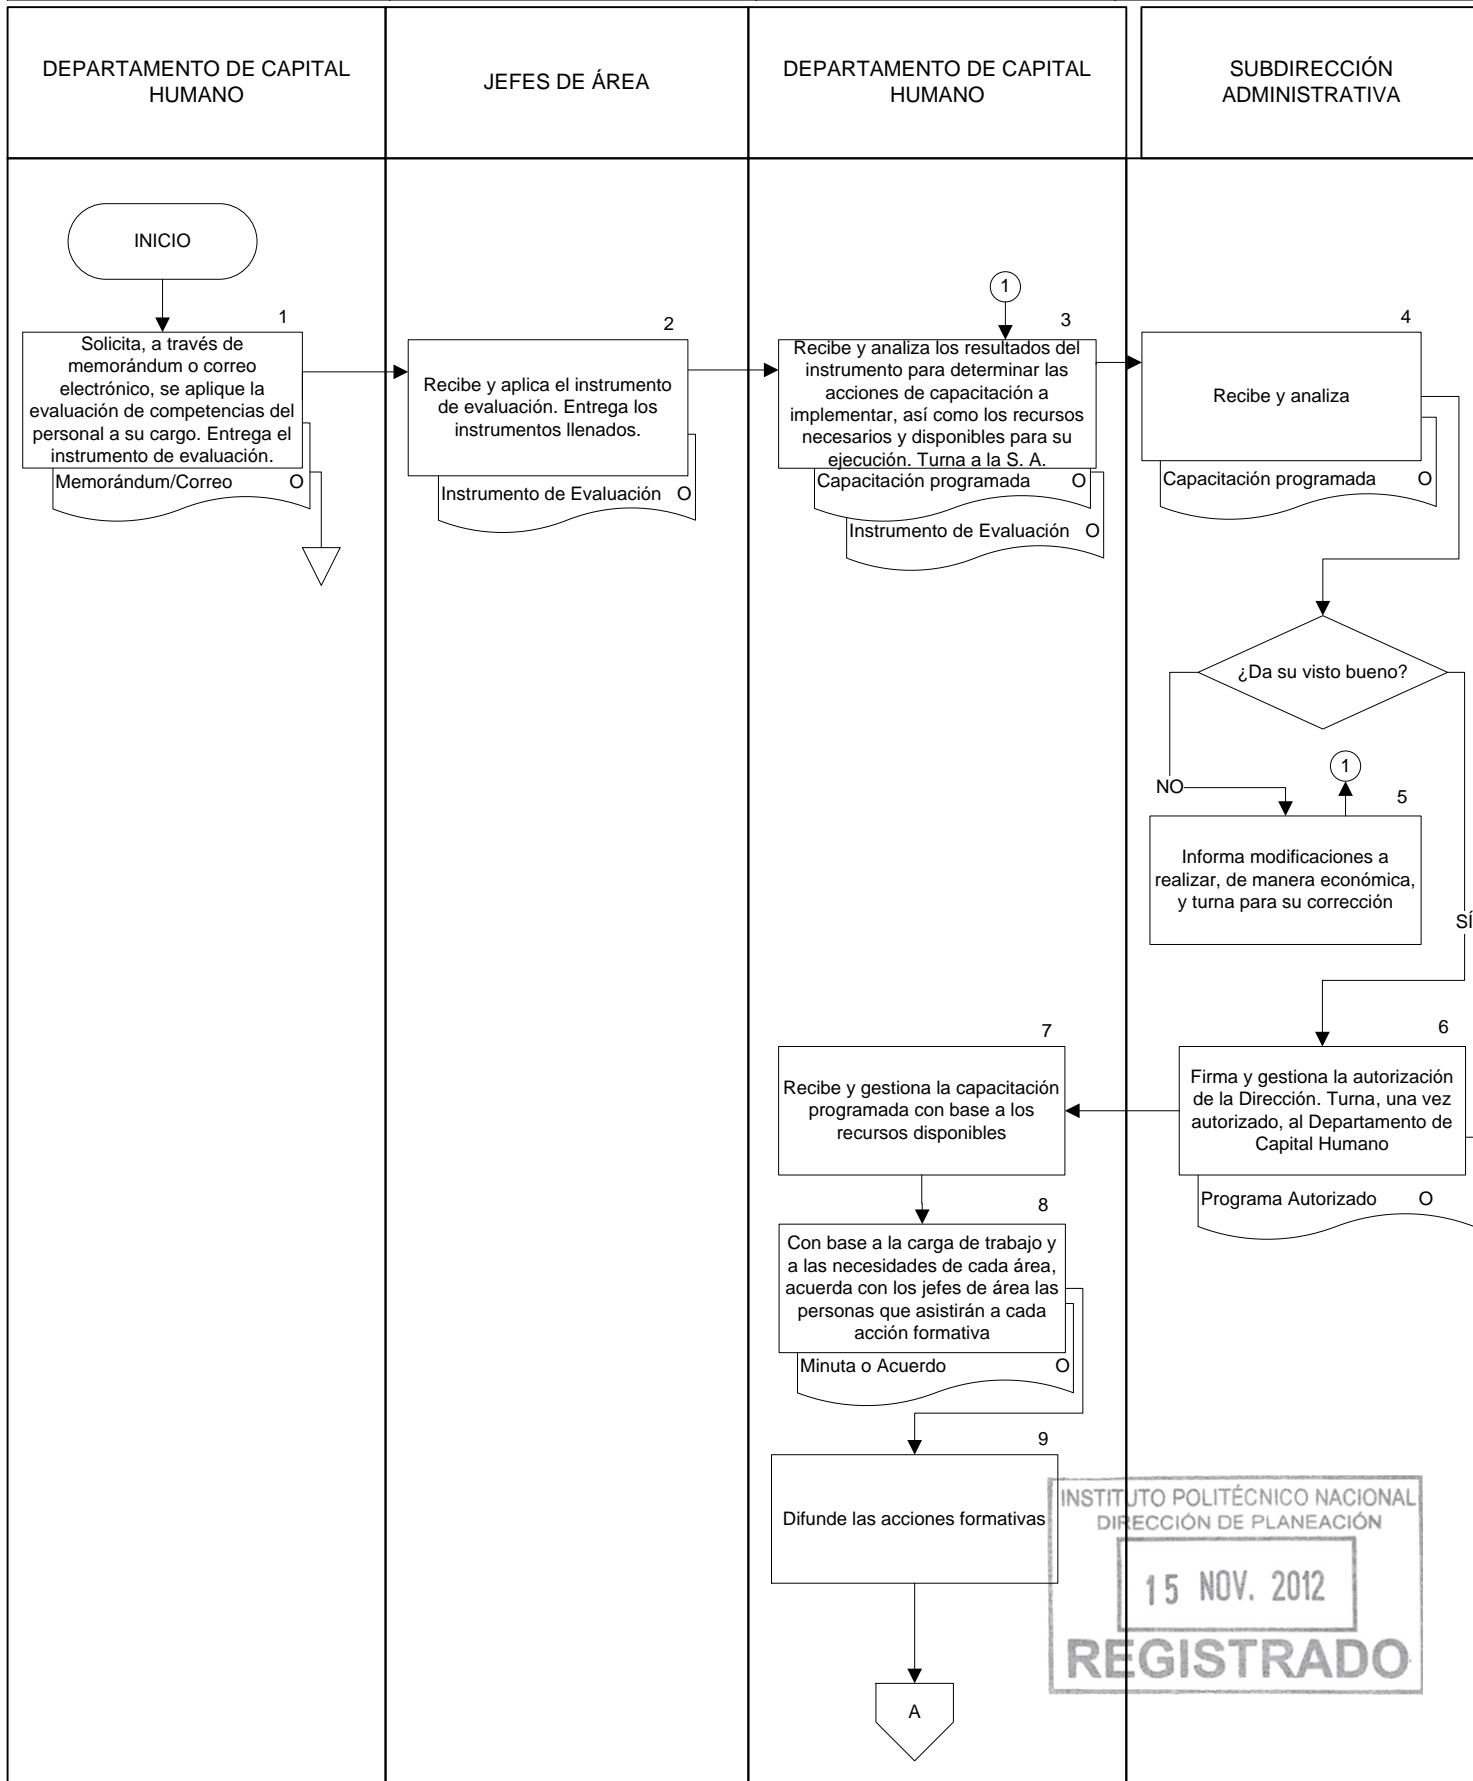 DEPARTAMENTO DE CAPITAL
HUMANO
JEFES DE ÁREA
DEPARTAMENTO DE CAPITAL
HUMANO
SUBDIRECCIÓN
ADMINISTRATIVA
INICIO
1
Solicita, a través de
memorándum o correo
electrónico, se aplique la
evaluación de competencias del
personal a su cargo. Entrega el
instrumento de evaluación.
Memorándum/Correo O
2
Recibe y aplica el instrumento
de evaluación. Entrega los
instrumentos llenados.
Instrumento de Evaluación O
1
3
Recibe y analiza los resultados del
instrumento para determinar las
acciones de capacitación a
implementar, así como los recursos
necesarios y disponibles para su
ejecución. Turna a la S. A.
Capacitación programada O
Instrumento de Evaluación O
4
Recibe y analiza
Capacitación programada O
¿Da su visto bueno?
NO
1
5
Informa modificaciones a
realizar, de manera económica,
y turna para su corrección
SÍ
6
Firma y gestiona la autorización
de la Dirección. Turna, una vez
autorizado, al Departamento de
Capital Humano
Programa Autorizado O
7
Recibe y gestiona la capacitación
programada con base a los
recursos disponibles
8
Con base a la carga de trabajo y
a las necesidades de cada área,
acuerda con los jefes de área las
personas que asistirán a cada
acción formativa
Minuta o Acuerdo O
9
Difunde las acciones formativas
A
INSTITUTO POLITÉCNICO NACIONAL
DIRECCIÓN DE PLANEACIÓN
15 NOV. 2012
REGISTRADO